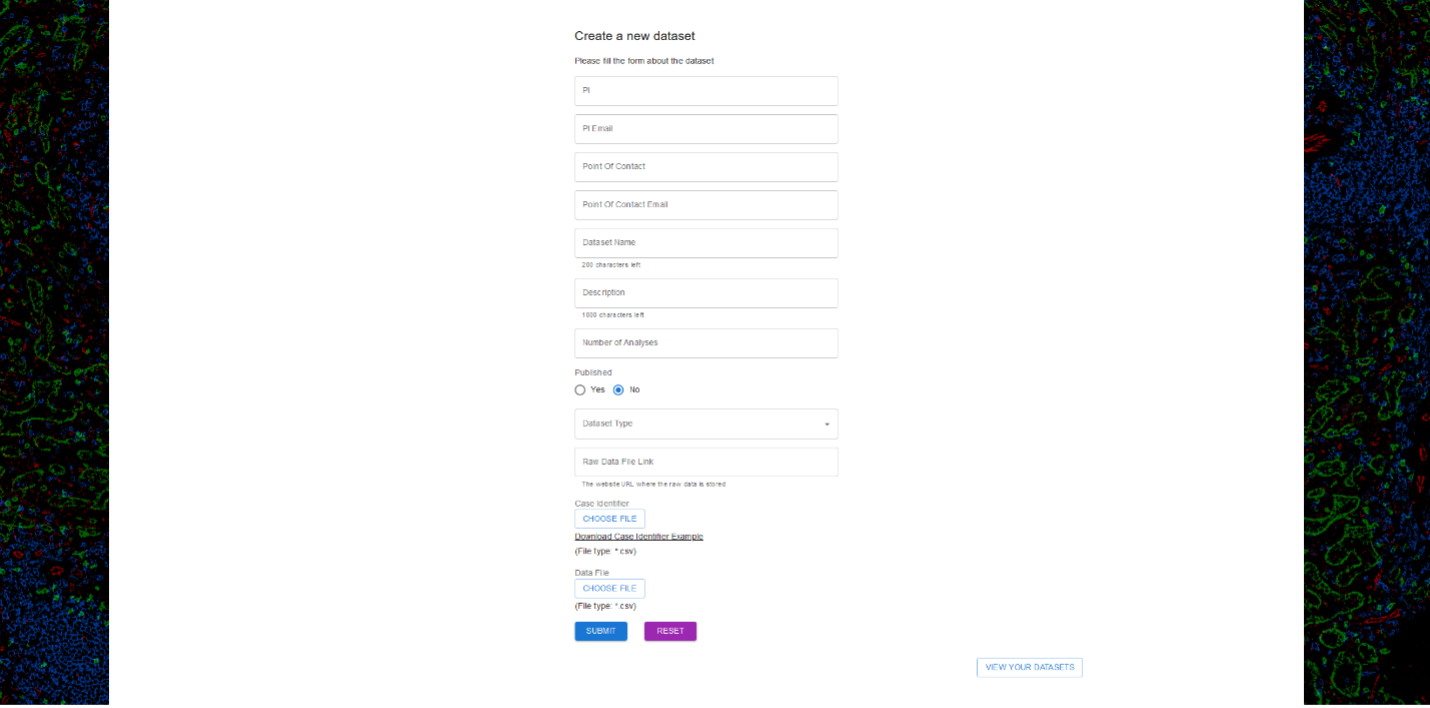 Create a new dataset
Please fill the form about the dataset
PI
PI Email
Point Of Contact
Point Of Contact Email
Dataset Name
200 characters left
Description
1000 characters left
Number of Analyses
Published
Yes No
Dataset Type
Raw Data File Link
The website URL where the raw data is stored
Case Identifier
CHOOSE FILE
Download Case Identifier Example
(File type: *.csv)
Data File
CHOOSE FILE
(File type: *.csv)
SUBMIT RESET
VIEW YOUR DATASETS